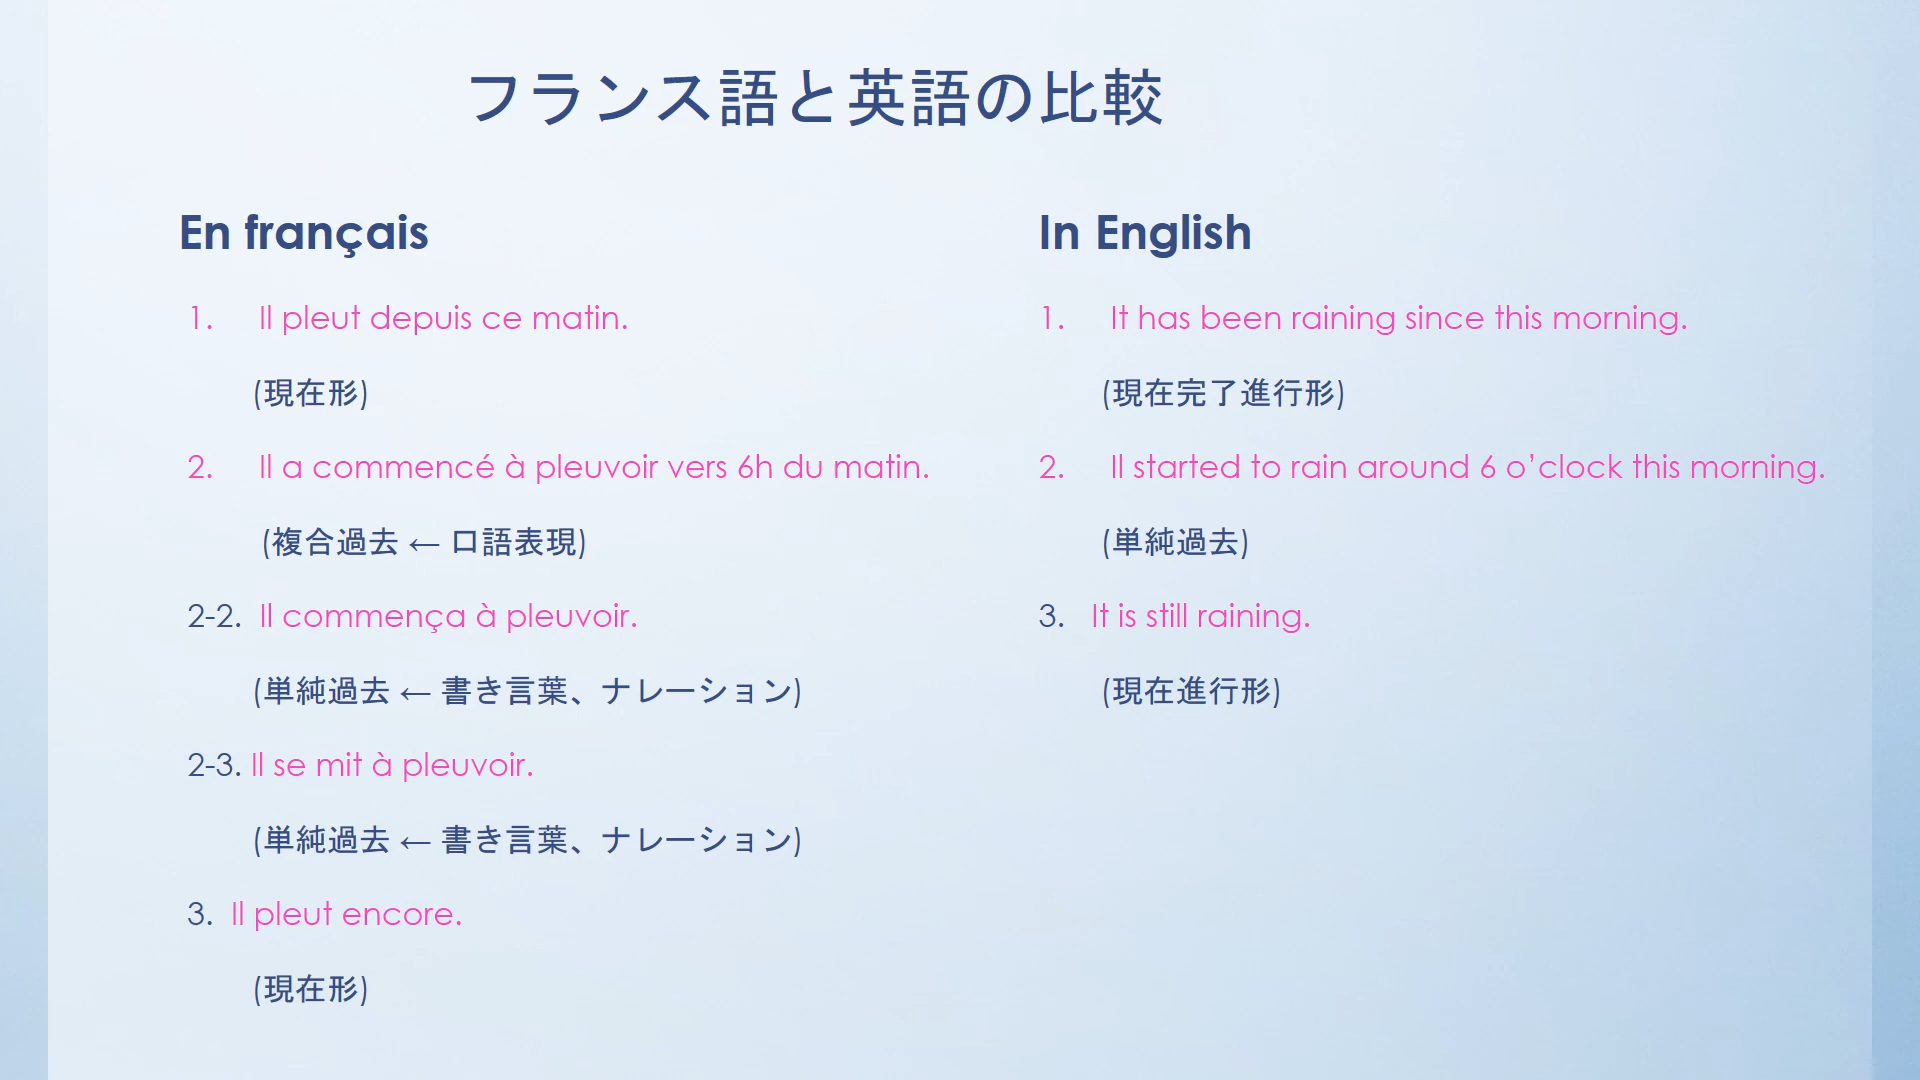 フランス語と英語の比較
En français
1. Il pleut depuis ce matin.
(現在形)
2. Il a commencé à pleuvoir vers 6h du matin.
(複合過去 ← 口語表現)
2-2. Il commença à pleuvoir.
(単純過去 ← 書き言葉、ナレーション)
2-3. Il se mit à pleuvoir.
(単純過去 ← 書き言葉、ナレーション)
3. Il pleut encore.
(現在形)
In English
1. It has been raining since this morning.
(現在完了進行形)
2. Il started to rain around 6 o’clock this morning.
(単純過去)
3. It is still raining.
(現在進行形)